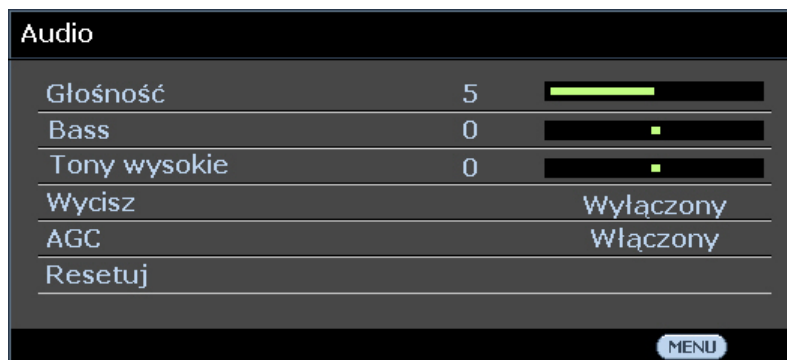 Audio
Głośność 5
Bass 0
Tony wysokie 0
Wycisz Wyłączony
AGC Włączony
Resetuj
MENU